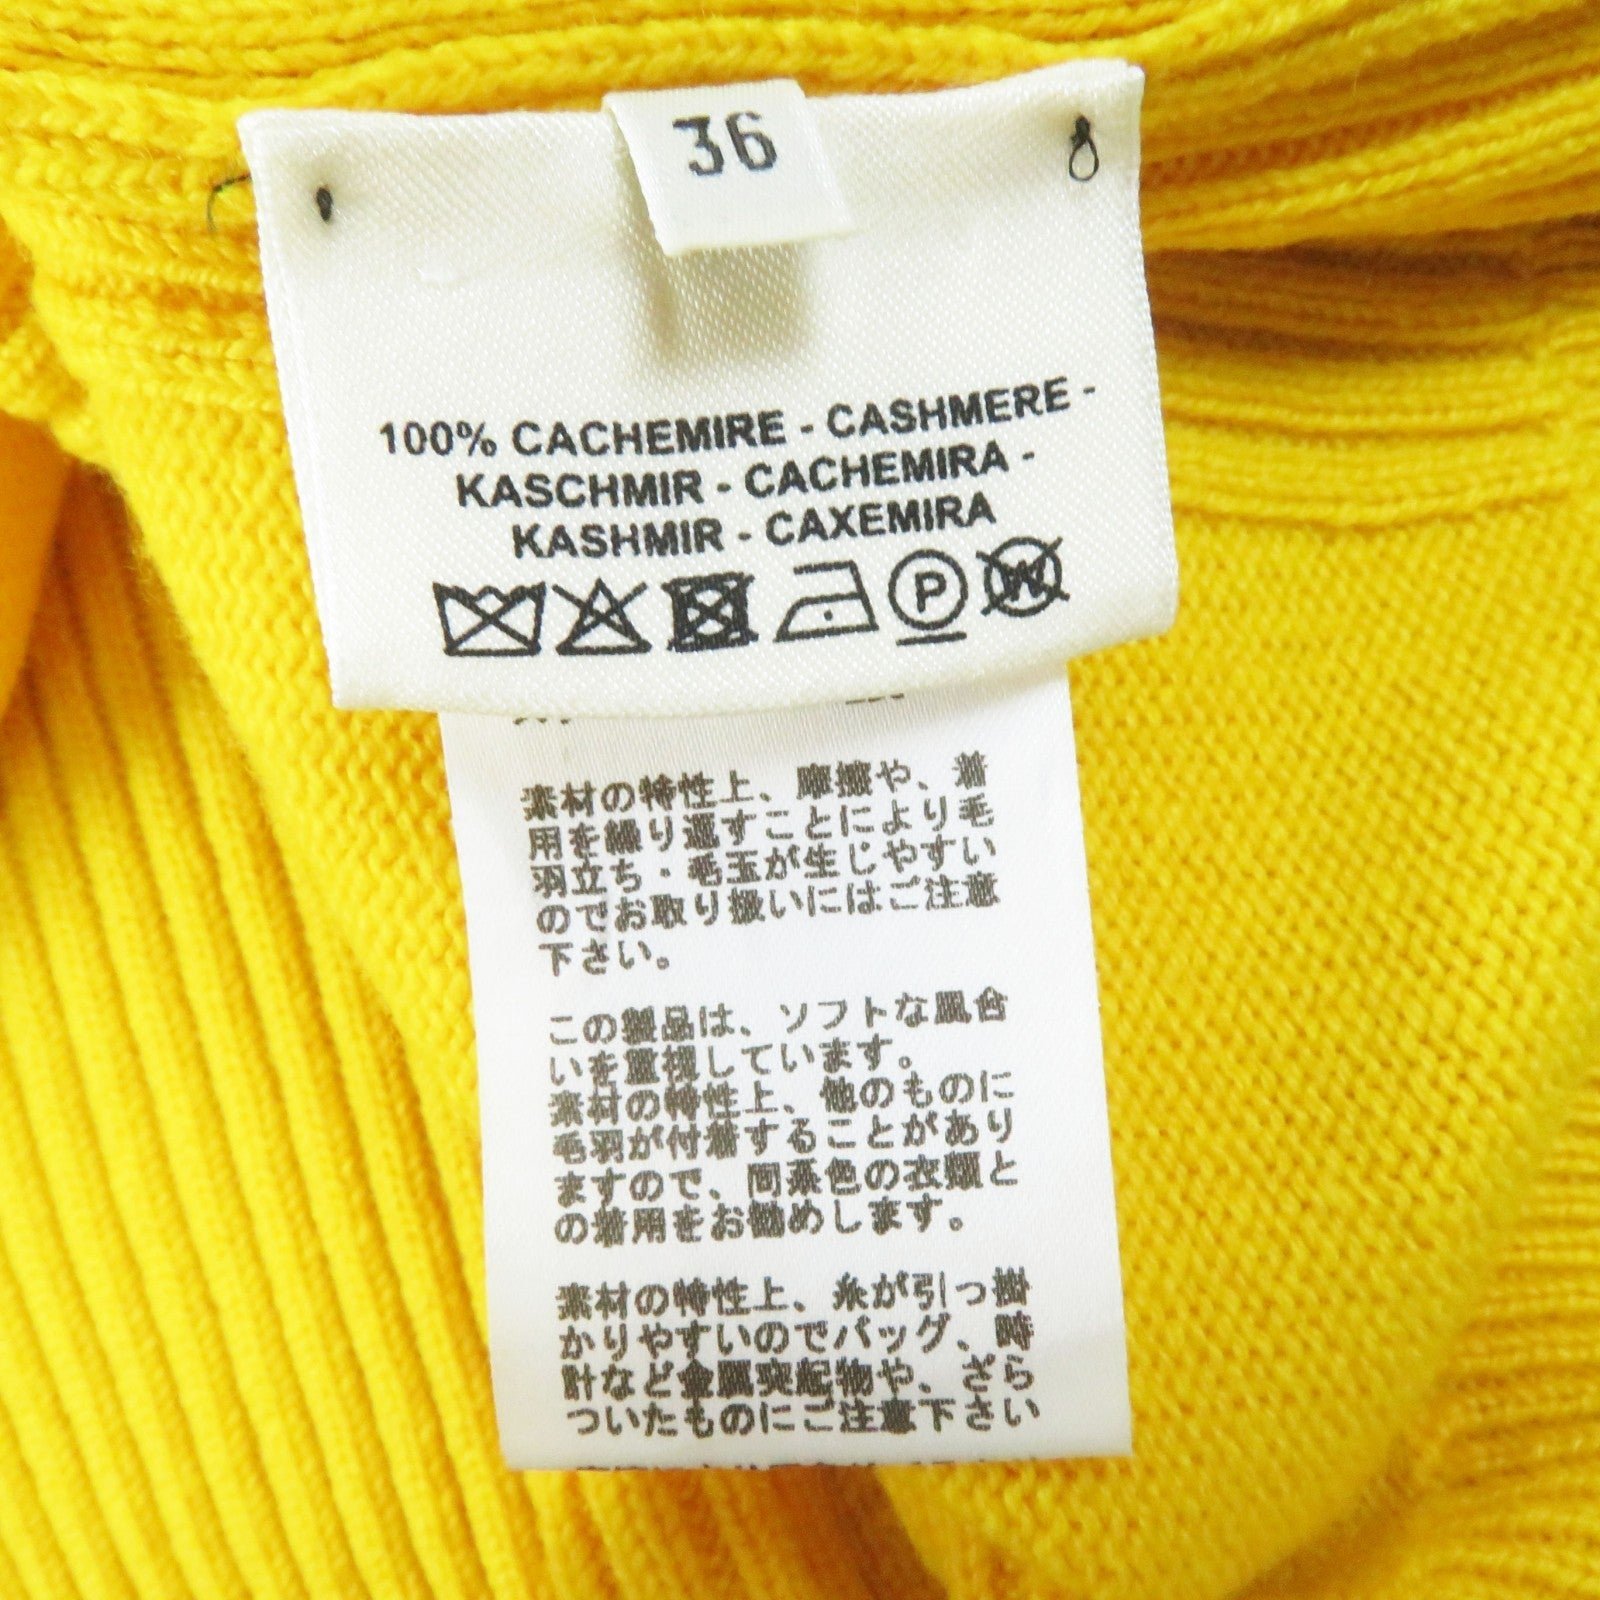 36
100% CACHEMIRE - CASHMERE -
KASCHMIR - CACHEMIRA -
KASHMIR - CAXEMIRA
P
W
素材の特性上、摩擦や、着
用を繰り返すことにより毛
羽立ち・毛玉が生じやすい
のでお取り扱いにはご注意
下さい。
この製品は、ソフトな風合
いを重視しています。
素材の特性上、他のものに
毛羽が付着することがあり
ますので、同系色の衣類と
の着用をお勧めします。
素材の特性上、糸が引っ掛
かりやすいのでバッグ、時
計など金属突起物や、ざら
ついたものにご注意下さい